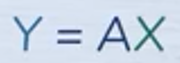 Y = AX